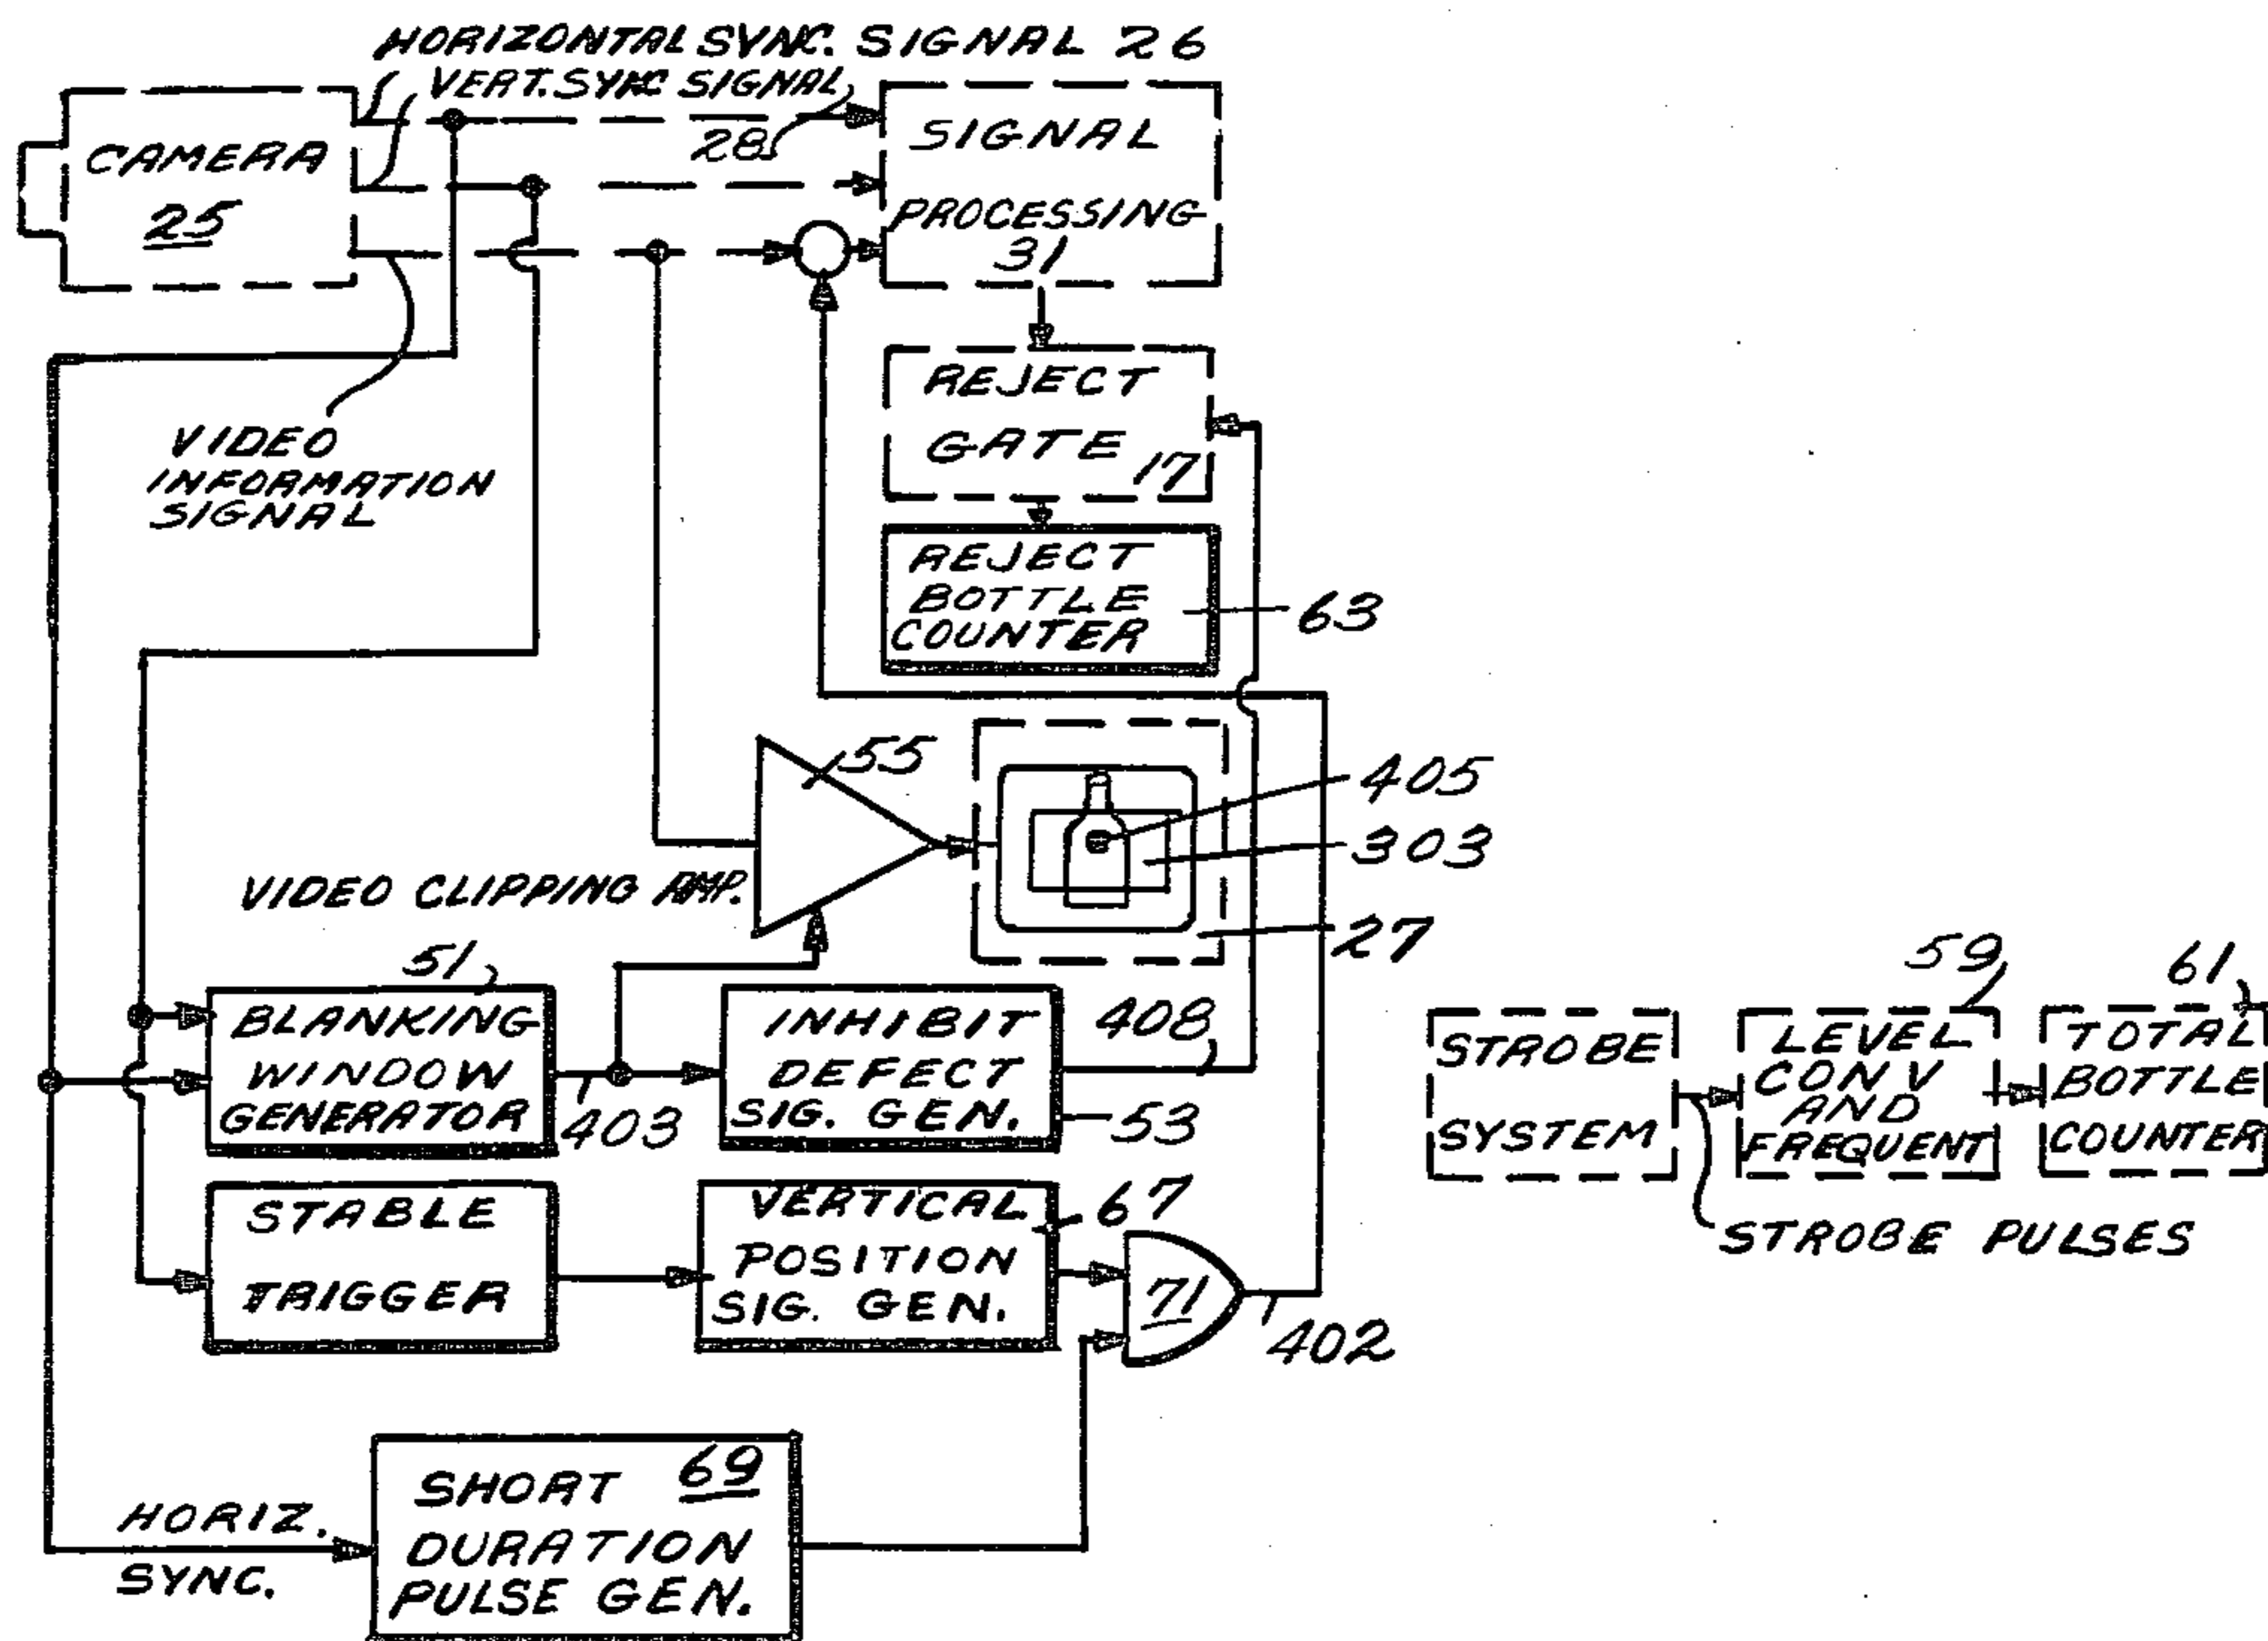 HORIZONTAL SYNC. SIGNAL 26
VERT. SYNC SIGNAL
28
CAMERA
25
SIGNAL
PROCESSING
31
VIDEO
INFORMATION
SIGNAL
REJECT
GATE 17
REJECT
BOTTLE
COUNTER
63
55
405
303
27
VIDEO CLIPPING AMP.
51
BLANKING
WINDOW
GENERATOR
403
INHIBIT
DEFECT
SIG. GEN.
408
53
STABLE
TRIGGER
VERTICAL
POSITION
SIG. GEN.
67
71
402
HORIZ.
SYNC.
SHORT 69
DURATION
PULSE GEN.
STROBE
SYSTEM
59
LEVEL
CONV
AND
FREQUENT
61
TOTAL
BOTTLE
COUNTER
STROBE PULSES